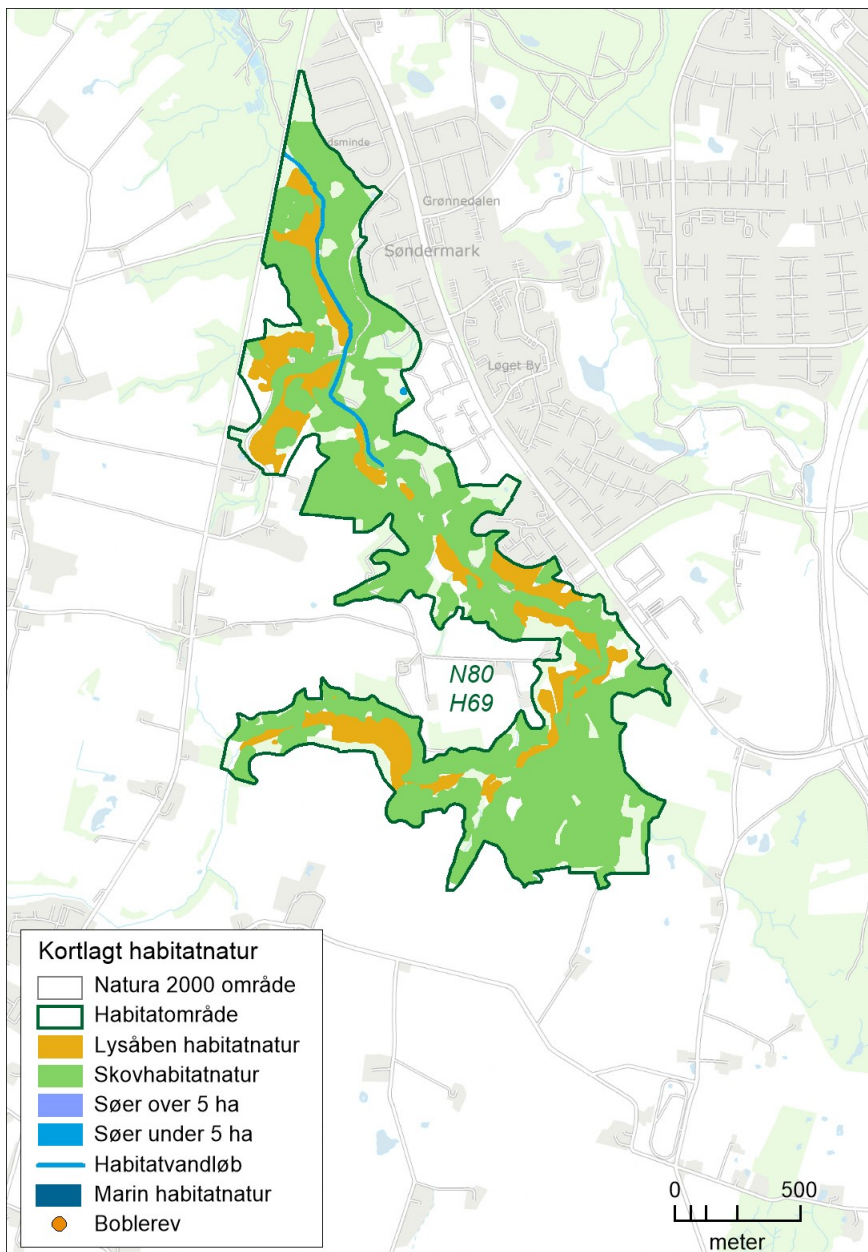 dsminde
Grønnedalen
Søndermark
Løget By
N80
H69
Kortlagt habitatnatur
Natura 2000 område
Habitatområde
Lysåben habitatnatur
Skovhabitatnatur
Søer over 5 ha
Søer under 5 ha
Habitatvandløb
Marin habitatnatur
Boblerev
0 500
meter